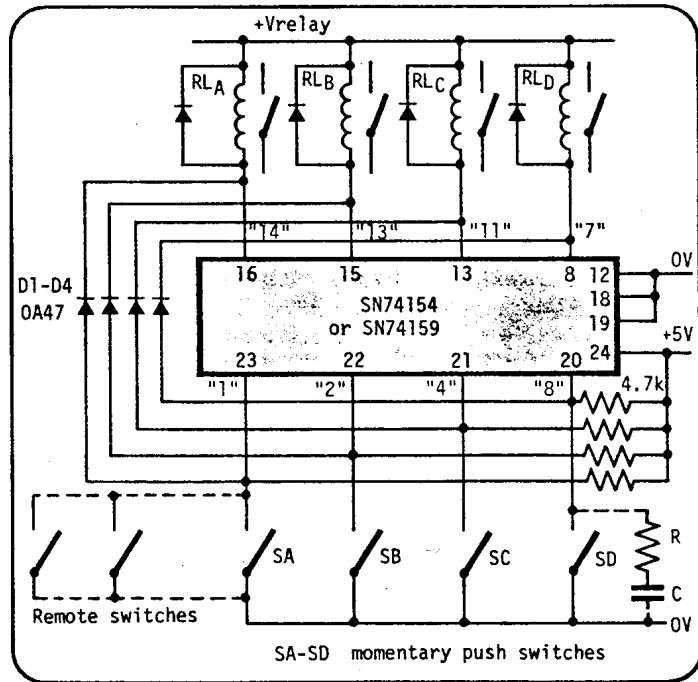 +Vrelay
RLA RLB RLC RLD
"14" "13" "11" "7"
D1-D4
OA47
16 15 13 8 12 0V
18
19
24 +5V
SN74154
or SN74159
23 22 21 20
"1" "2" "4" "8" 4.7k
SA SB SC SD R
C
Remote switches
0V
SA-SD momentary push switches